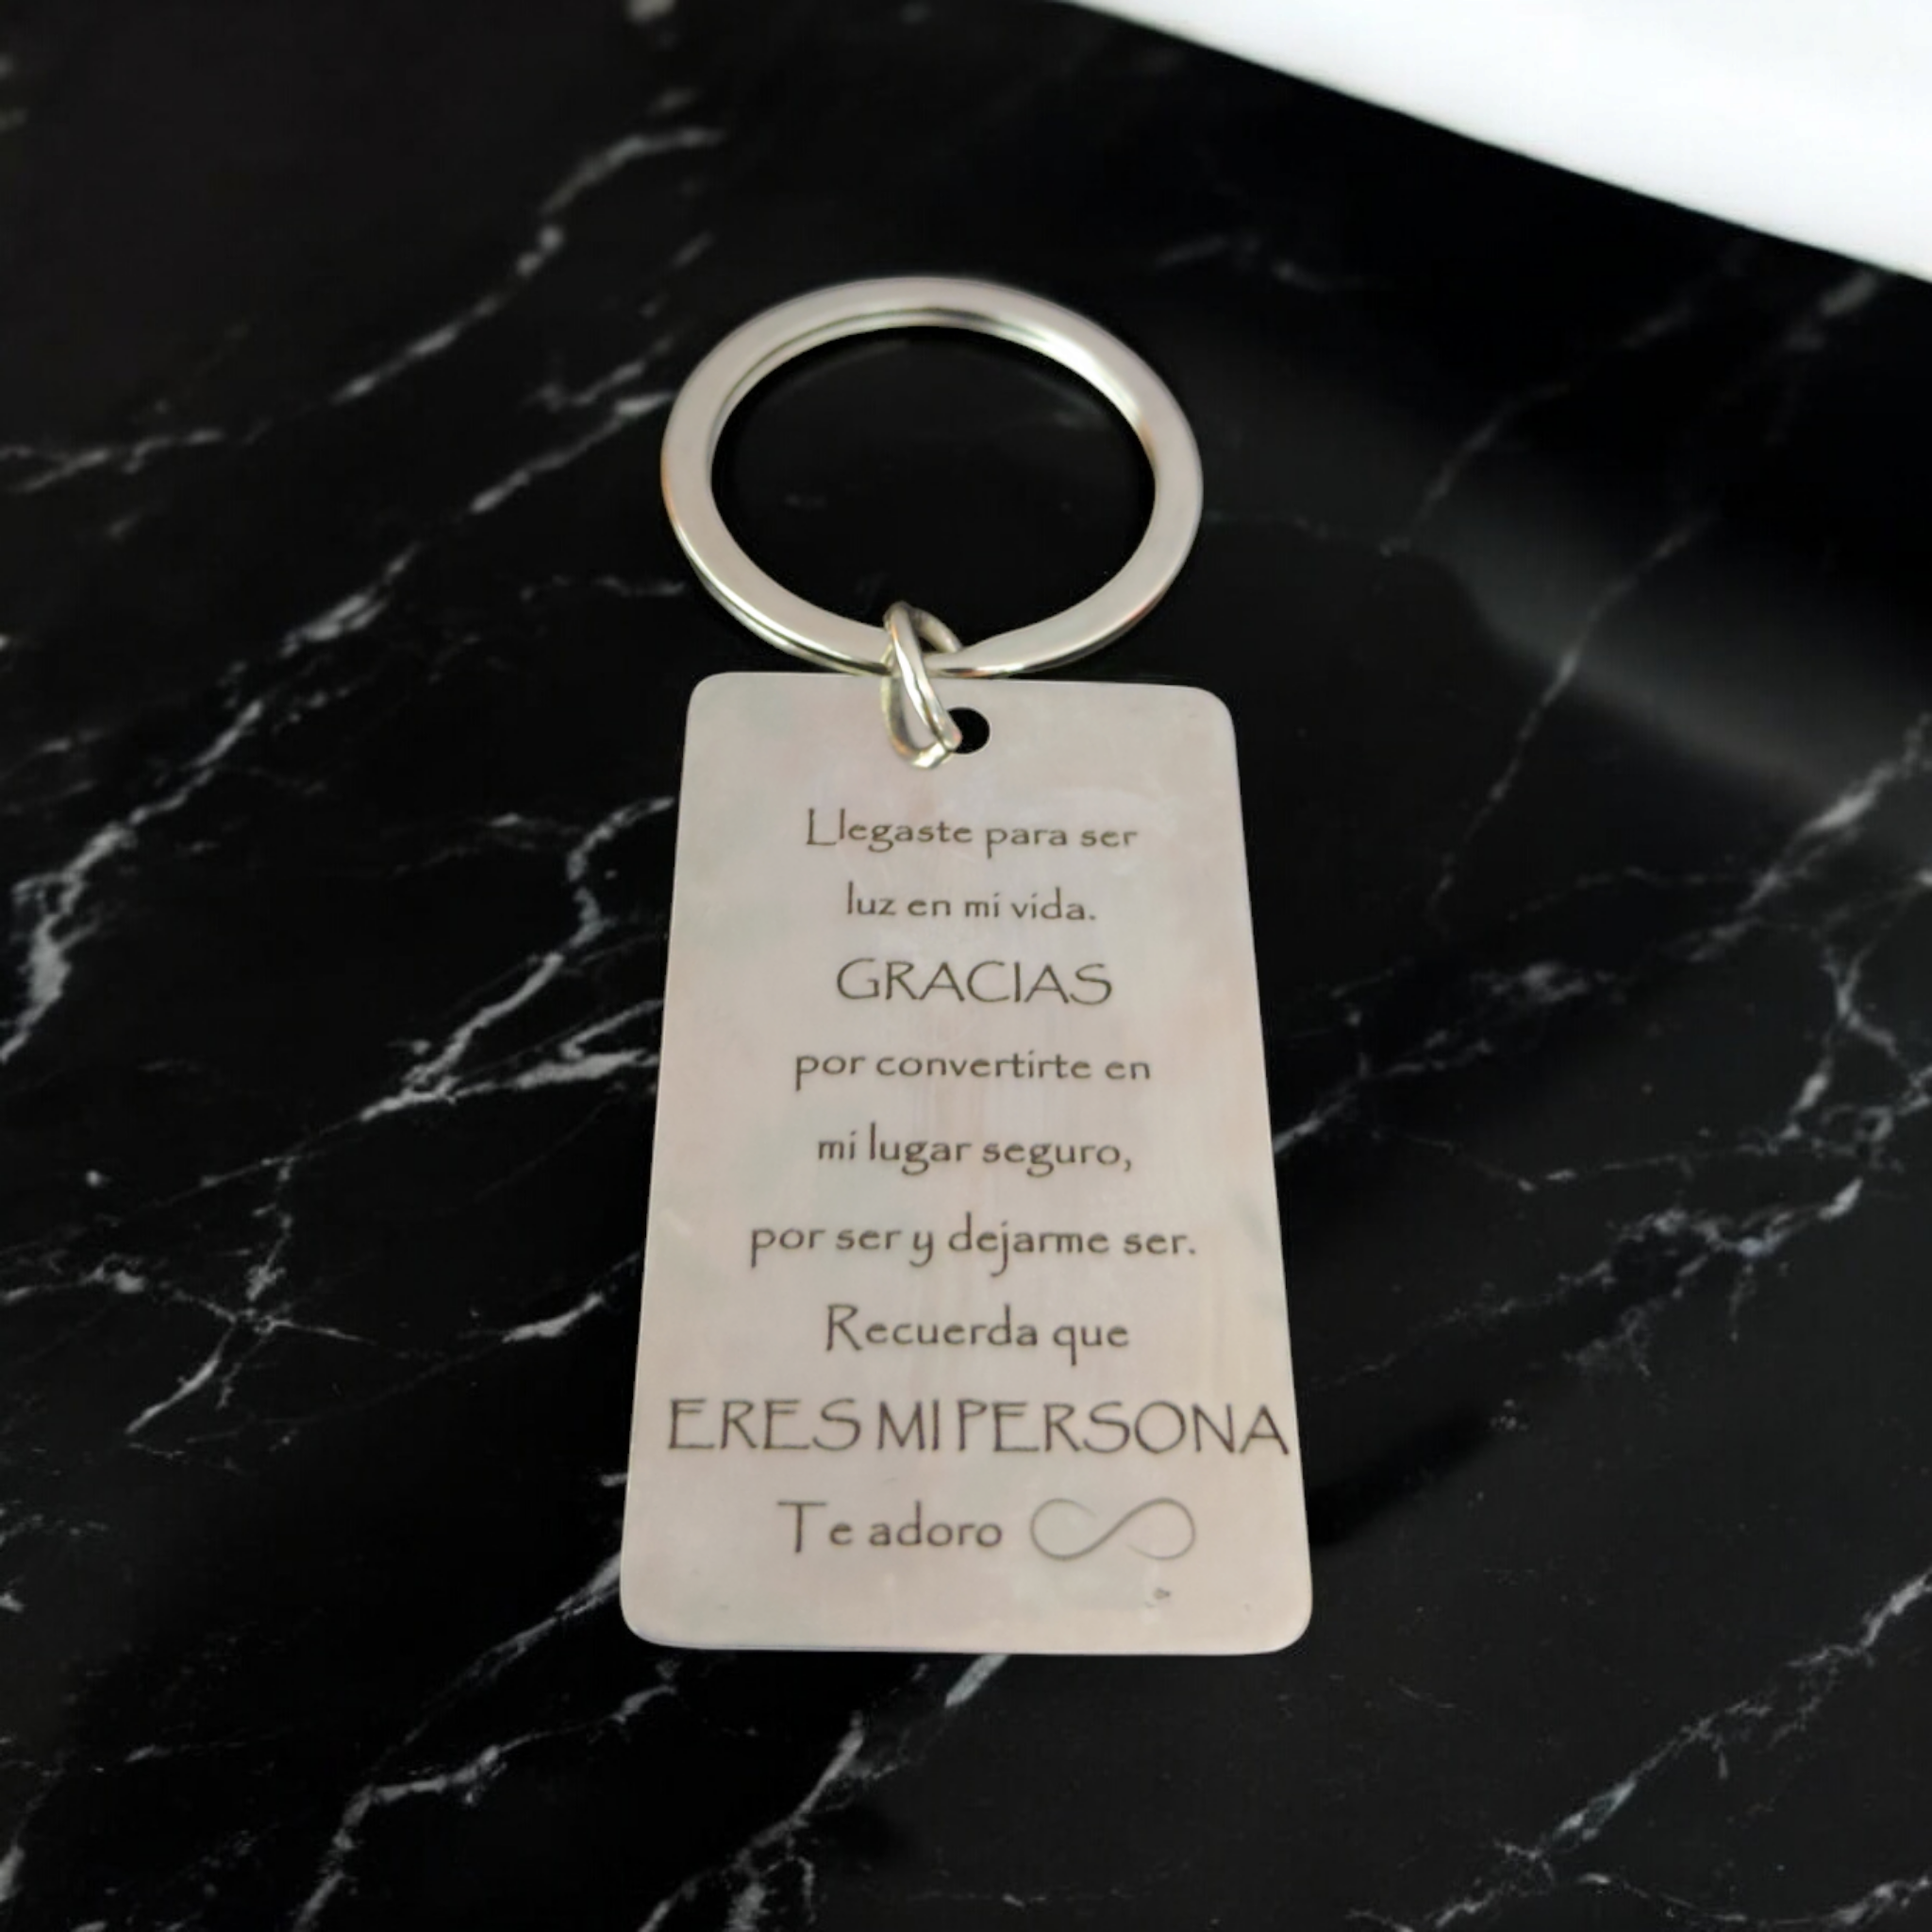 Llegaste para ser
luz en mi vida.
GRACIAS
por convertirte en
mi lugar seguro,
por ser y dejarme ser.
Recuerda que
ERES MI PERSONA
Te adoro